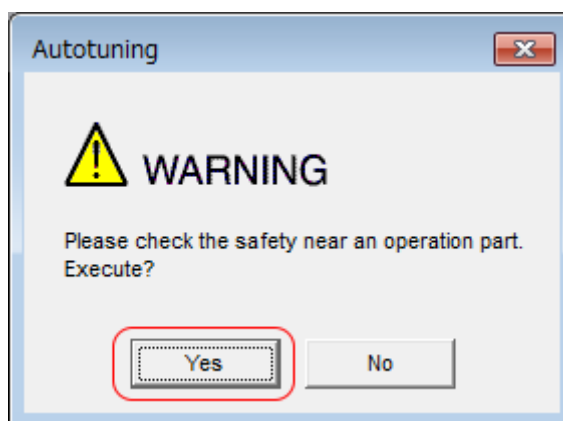 Autotuning
WARNING
Please check the safety near an operation part.
Execute?
Yes
No